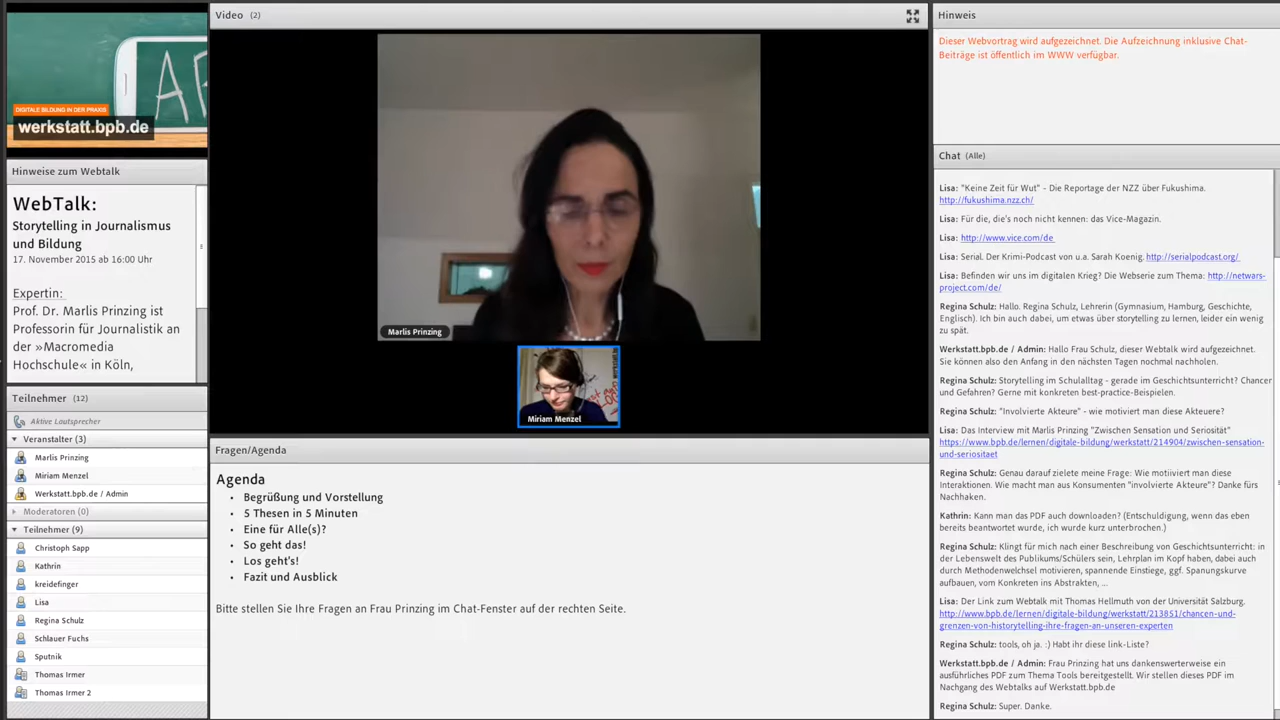 DIGITALE BILDUNG IN DER PRAXIS
werkstatt.bpb.de
Hinweise zum Webtalk
WebTalk:
Storytelling in Journalismus
und Bildung
17. November 2015 ab 16:00 Uhr
Expertin:
Prof. Dr. Marlis Prinzing ist
Professorin für Journalistik an
der »Macromedia
Hochschule« in Köln,
Teilnehmer (12)
Aktive Lautsprecher
Veranstalter (3)
Marlis Prinzing
Miriam Menzel
Werkstatt.bpb.de / Admin
Moderatoren (0)
Teilnehmer (9)
Christoph Sapp
Kathrin
kreidefinger
Lisa
Regina Schulz
Schlauer Fuchs
Sputnik
Thomas Irmer
Thomas Irmer 2
Video (2)
Marlis Prinzing
Miriam Menzel
Fragen/Agenda
Agenda
• Begrüßung und Vorstellung
• 5 Thesen in 5 Minuten
• Eine für Alle(s)?
• So geht das!
• Los geht's!
• Fazit und Ausblick
Bitte stellen Sie Ihre Fragen an Frau Prinzing im Chat-Fenster auf der rechten Seite.
Hinweis
Dieser Webvortrag wird aufgezeichnet. Die Aufzeichnung inklusive Chat-
Beiträge ist öffentlich im WWW verfügbar.
Chat (Alle)
Lisa: "Keine Zeit für Wut" - Die Reportage der NZZ über Fukushima.
http://fukushima.nzz.ch/
Lisa: Für die, die's noch nicht kennen: das Vice-Magazin.
Lisa: http://www.vice.com/de
Lisa: Serial. Der Krimi-Podcast von u.a. Sarah Koenig. http://serialpodcast.org/
Lisa: Befinden wir uns im digitalen Krieg? Die Webserie zum Thema: http://netwars-
project.com/de/
Regina Schulz: Hallo. Regina Schulz, Lehrerin (Gymnasium, Hamburg, Geschichte,
Englisch). Ich bin auch dabei, um etwas über storytelling zu lernen, leider ein wenig
zu spät.
Werkstatt.bpb.de / Admin: Hallo Frau Schulz, dieser Webtalk wird aufgezeichnet.
Sie können also den Anfang in den nächsten Tagen nochmal nachholen.
Regina Schulz: Storytelling im Schulalltag - gerade im Geschichtsunterricht? Chancen
und Gefahren? Gerne mit konkreten best-practice-Beispielen.
Regina Schulz: "Involvierte Akteure" - wie motiviert man diese Akteuere?
Lisa: Das Interview mit Marlis Prinzing "Zwischen Sensation und Seriosität"
https://www.bpb.de/lernen/digitale-bildung/werkstatt/214904/zwischen-sensation-
und-seriositaet
Regina Schulz: Genau darauf zielete meine Frage: Wie motiiviert man diese
Interaktionen. Wie macht man aus Konsumenten "involvierte Akteure"? Danke fürs
Nachhaken.
Kathrin: Kann man das PDF auch downloaden? (Entschuldigung, wenn das eben
bereits beantwortet wurde, ich wurde kurz unterbrochen.)
Regina Schulz: Klingt für mich nach einer Beschreibung von Geschichtsunterricht: in
der Lebenswelt des Publikums/Schülers sein, Lehrplan im Kopf haben, dabei auch
durch Methodenwelchsel motivieren, spannende Einstiege, ggf. Spanungskurve
aufbauen, vom Konkreten ins Abstrakten, ...
Lisa: Der Link zum Webtalk mit Thomas Hellmuth von der Universität Salzburg.
http://www.bpb.de/lernen/digitale-bildung/werkstatt/213851/chancen-und-
grenzen-von-historytelling-ihre-fragen-an-unseren-experten
Regina Schulz: tools, oh ja. :) Habt ihr diese link-Liste?
Werkstatt.bpb.de / Admin: Frau Prinzing hat uns dankenswerterweise ein
ausführliches PDF zum Thema Tools bereitgestellt. Wir stellen dieses PDF im
Nachgang des Webtalks auf Werkstatt.bpb.de
Regina Schulz: Super. Danke.